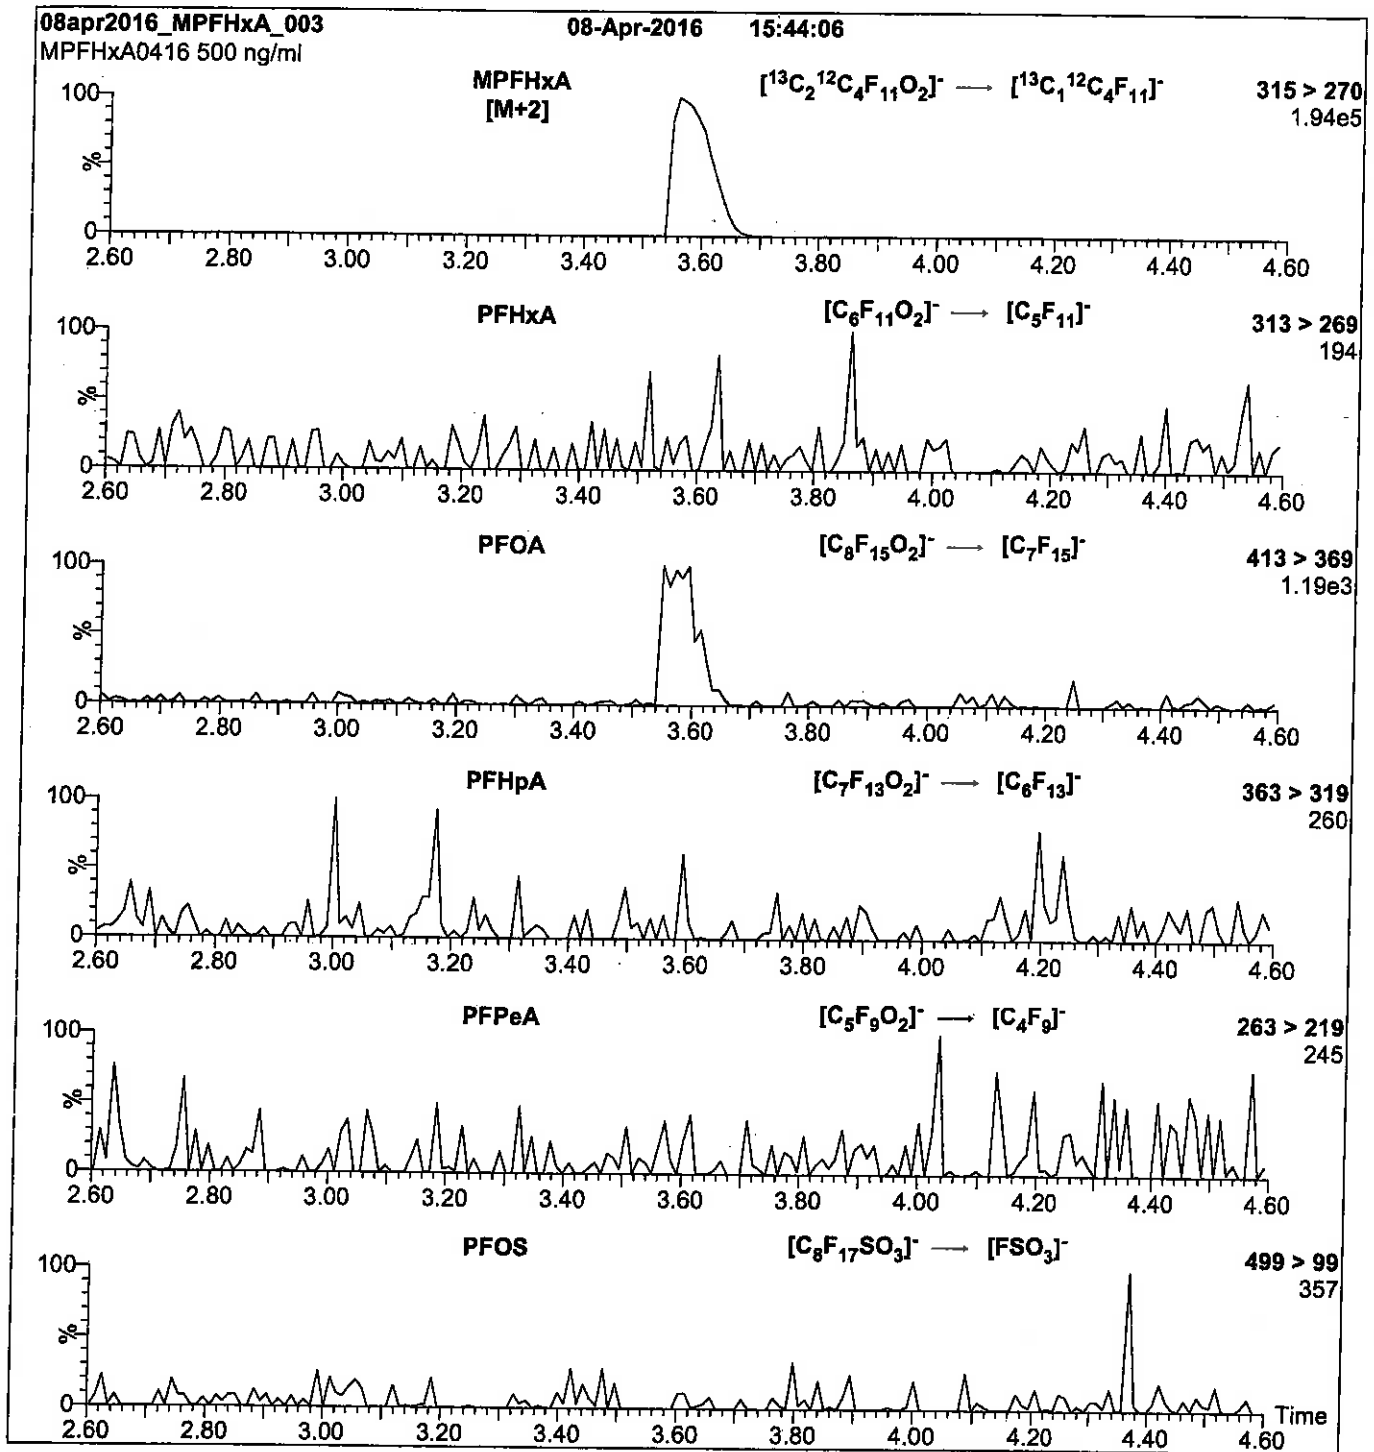 08apr2016_MPFHxA_003 08-Apr-2016 15:44:06
MPFHxA0416 500 ng/ml
MPFHxA [¹³C₂¹²C₄F₁₁O₂]⁻ → [¹³C₁¹²C₄F₁₁]⁻ 315 > 270
[M+2] 1.94e5
100
%
0
2.60 2.80 3.00 3.20 3.40 3.60 3.80 4.00 4.20 4.40 4.60
PFHxA [C₆F₁₁O₂]⁻ → [C₅F₁₁]⁻ 313 > 269
194
100
%
0
2.60 2.80 3.00 3.20 3.40 3.60 3.80 4.00 4.20 4.40 4.60
PFOA [C₈F₁₅O₂]⁻ → [C₇F₁₅]⁻ 413 > 369
1.19e3
100
%
0
2.60 2.80 3.00 3.20 3.40 3.60 3.80 4.00 4.20 4.40 4.60
PFHpA [C₇F₁₃O₂]⁻ → [C₆F₁₃]⁻ 363 > 319
260
100
%
0
2.60 2.80 3.00 3.20 3.40 3.60 3.80 4.00 4.20 4.40 4.60
PFPeA [C₅F₉O₂]⁻ → [C₄F₉]⁻ 263 > 219
245
100
%
0
2.60 2.80 3.00 3.20 3.40 3.60 3.80 4.00 4.20 4.40 4.60
PFOS [C₈F₁₇SO₃]⁻ → [FSO₃]⁻ 499 > 99
357
100
%
0
Time
2.60 2.80 3.00 3.20 3.40 3.60 3.80 4.00 4.20 4.40 4.60